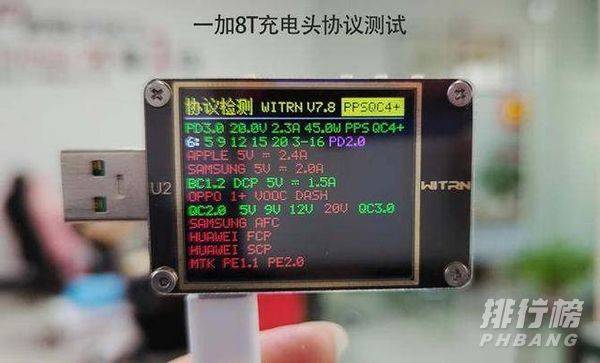 一加8T充电头协议测试
协议检测 WITRN V7.8 PPSQC4+
PD3.0 20.0V 2.3A 45.0W PPS QC4+
6: 5 9 12 15 20 3-16 PD2.0
APPLE 5V = 2.4A
SAMSUNG 5V = 2.0A
BC1.2 DCP 5V = 1.5A
OPPO 1+ VOOC DASH
QC2.0 5V 9V 12V 20V QC3.0
SAMSUNG AFC
HUAWEI FCP
HUAWEI SCP
MTK PE1.1 PE2.0
U2
WITRN
排行榜
PHBANG